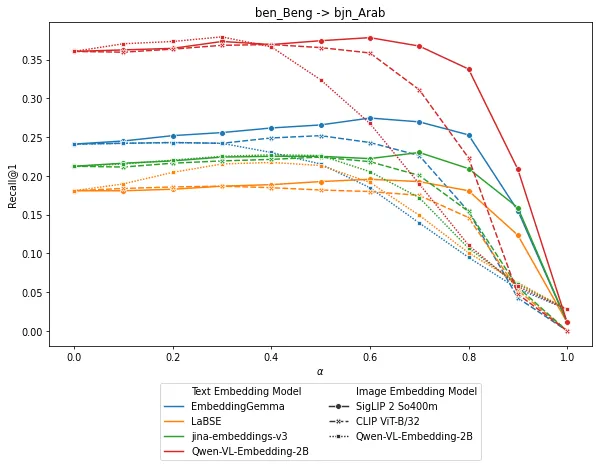 ben_Beng -> bjn_Arab
Recall@1
0.35
0.30
0.25
0.20
0.15
0.10
0.05
0.00
0.0
0.2
0.4
0.6
0.8
1.0
α
Text Embedding Model
EmbeddingGemma
LaBSE
jina-embeddings-v3
Qwen-VL-Embedding-2B
Image Embedding Model
SigLIP 2 So400m
CLIP ViT-B/32
Qwen-VL-Embedding-2B